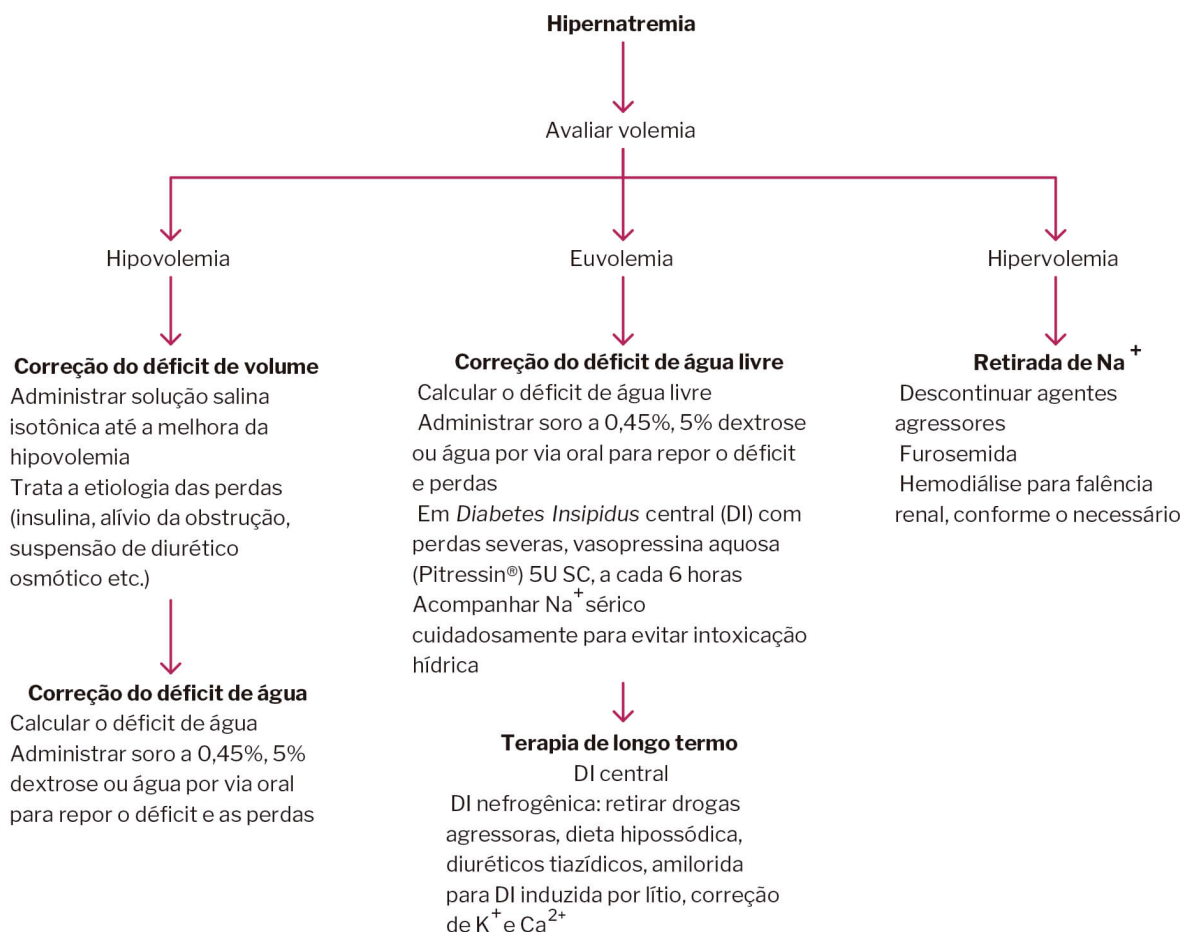 Hipernatremia
Avaliar volemia
Hipovolemia
Euvolemia
Hipervolemia
Correção do déficit de volume
Administrar solução salina
isotônica até a melhora da
hipovolemia
Trata a etiologia das perdas
(insulina, alívio da obstrução,
suspensão de diurético
osmótico etc.)
Correção do déficit de água
Calcular o déficit de água
Administrar soro a 0,45%, 5%
dextrose ou água por via oral
para repor o déficit e as perdas
Correção do déficit de água livre
Calcular o déficit de água livre
Administrar soro a 0,45%, 5% dextrose
ou água por via oral para repor o déficit
e perdas
Em Diabetes Insipidus central (DI) com
perdas severas, vasopressina aquosa
(Pitressin®) 5U SC, a cada 6 horas
Acompanhar Na⁺ sérico
cuidadosamente para evitar intoxicação
hídrica
Terapia de longo termo
DI central
DI nefrogênica: retirar drogas
agressoras, dieta hipossódica,
diuréticos tiazídicos, amilorida
para DI induzida por lítio, correção
de K⁺ e Ca²⁺
Retirada de Na⁺
Descontinuar agentes
agressores
Furosemida
Hemodiálise para falência
renal, conforme o necessário